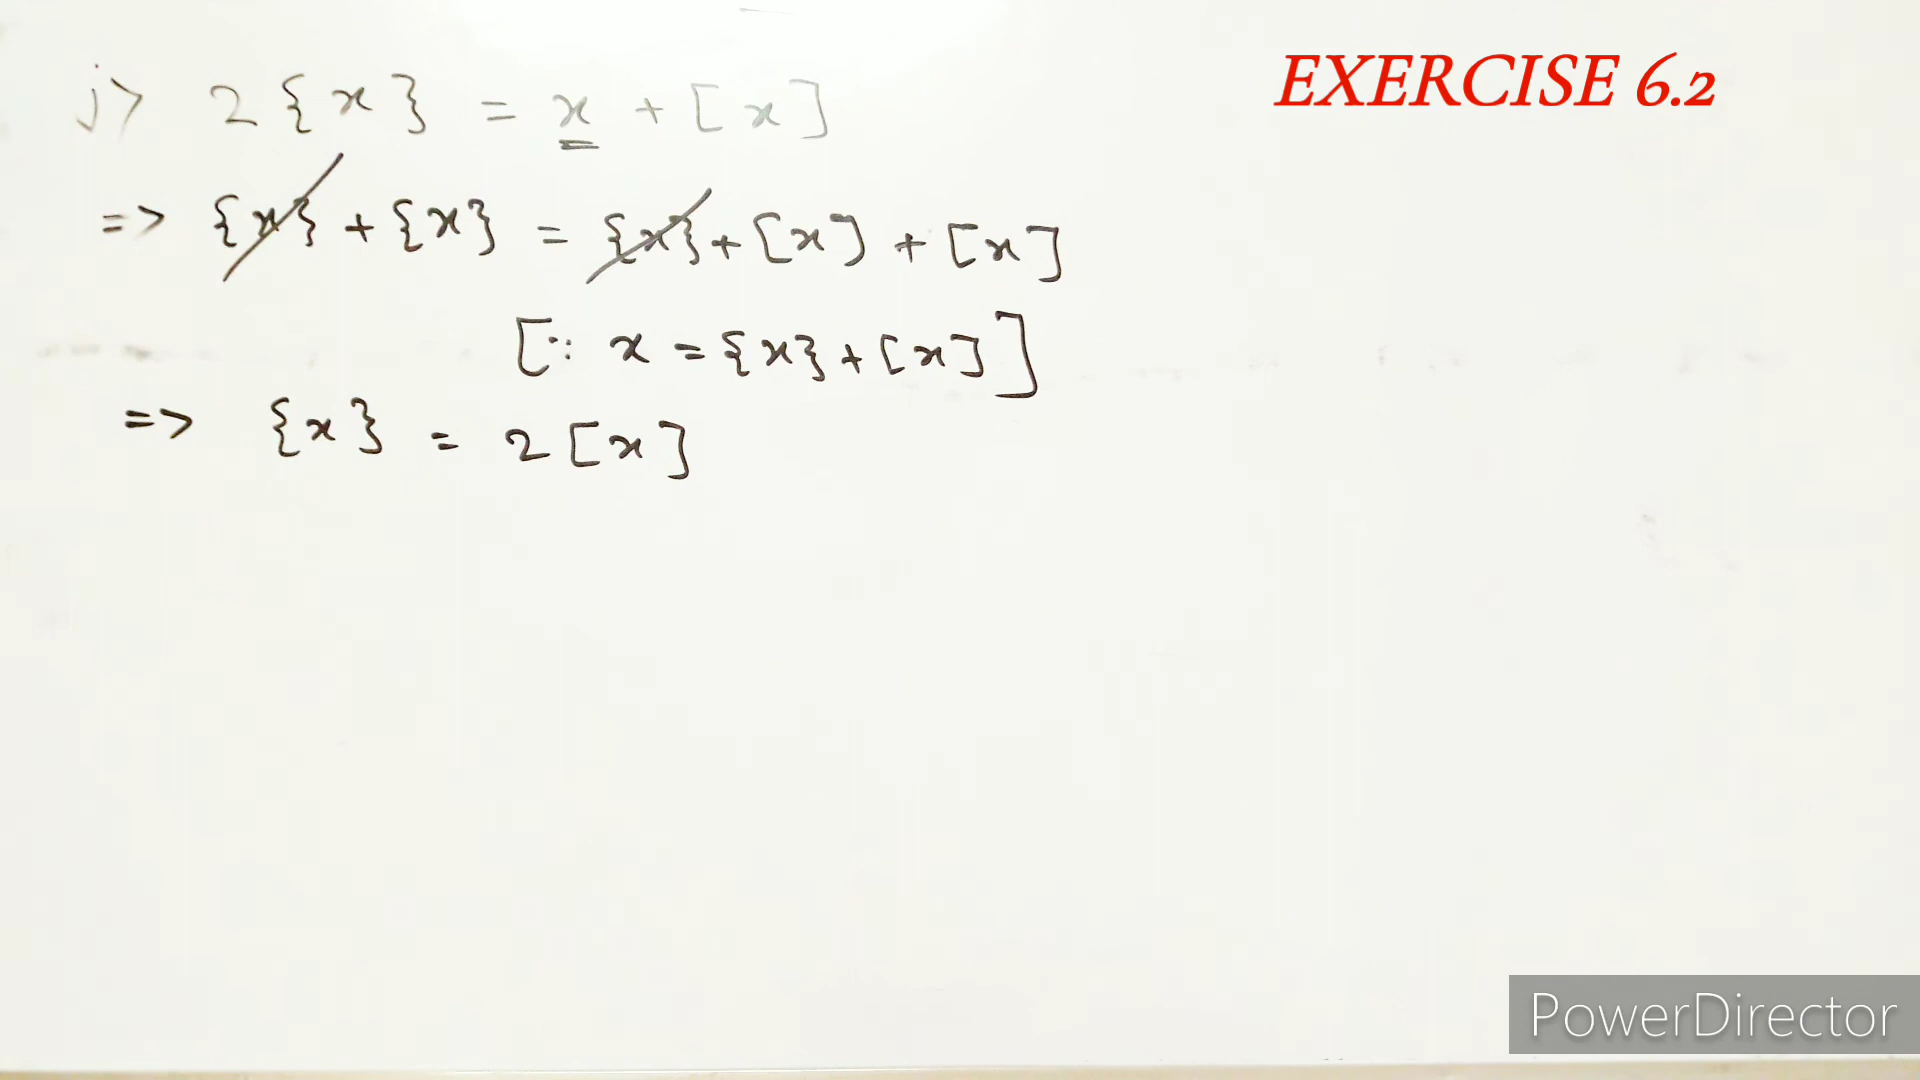 j> 2{x} = x + [x]
EXERCISE 6.2
=> {x} + {x} = {x} + [x] + [x]
[∵ x = {x} + [x]]
=> {x} = 2[x]
PowerDirector